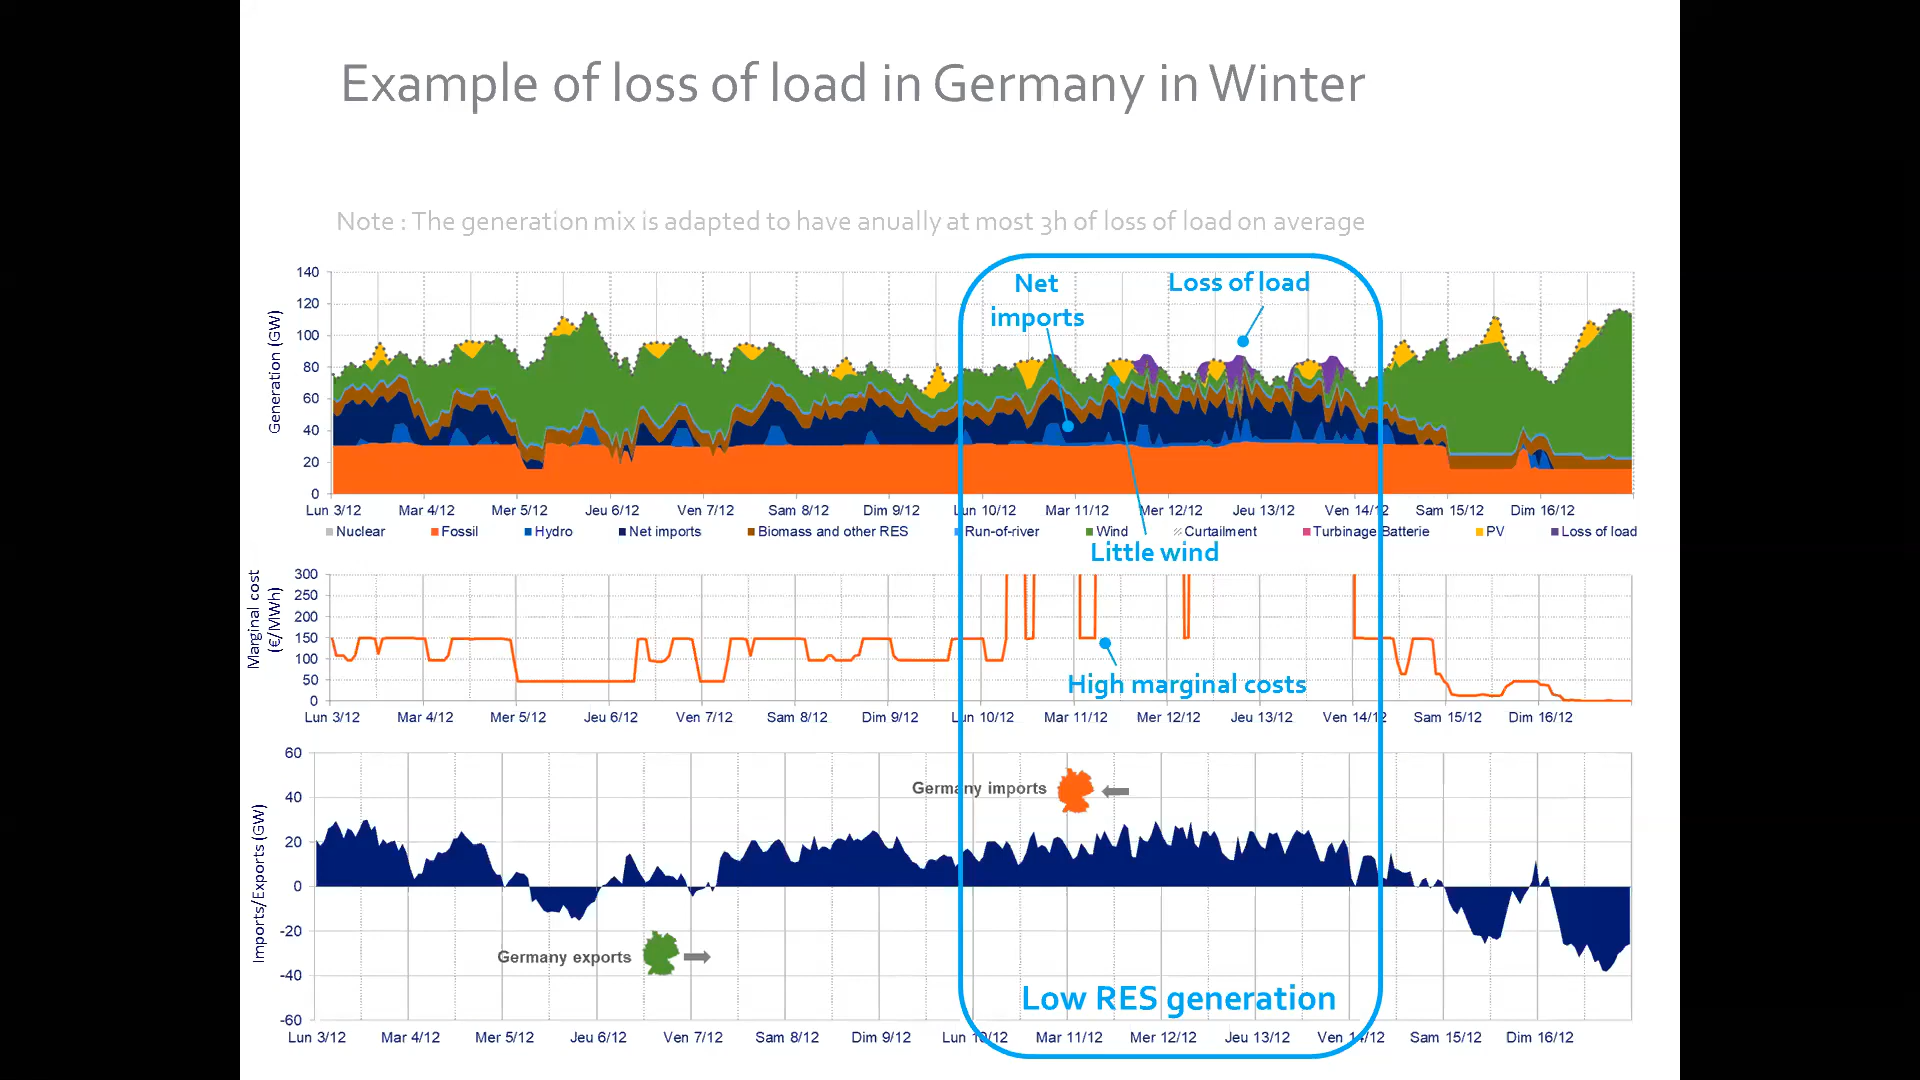 Example of loss of load in Germany in Winter
Note : The generation mix is adapted to have anually at most 3h of loss of load on average
Generation (GW)
140
120
100
80
60
40
20
0
Net
imports
Loss of load
Lun 3/12 Mar 4/12 Mer 5/12 Jeu 6/12 Ven 7/12 Sam 8/12 Dim 9/12 Lun 10/12 Mar 11/12 Mer 12/12 Jeu 13/12 Ven 14/12 Sam 15/12 Dim 16/12
Nuclear Fossil Hydro Net imports Biomass and other RES Run-of-river Wind Curtailment Turbinage Batterie PV Loss of load
Little wind
Marginal cost
(€/MWh)
300
250
200
150
100
50
0
High marginal costs
Lun 3/12 Mar 4/12 Mer 5/12 Jeu 6/12 Ven 7/12 Sam 8/12 Dim 9/12 Lun 10/12 Mar 11/12 Mer 12/12 Jeu 13/12 Ven 14/12 Sam 15/12 Dim 16/12
Imports/Exports (GW)
60
40
20
0
-20
-40
-60
Germany imports
Germany exports
Low RES generation
Lun 3/12 Mar 4/12 Mer 5/12 Jeu 6/12 Ven 7/12 Sam 8/12 Dim 9/12 Lun 10/12 Mar 11/12 Mer 12/12 Jeu 13/12 Ven 14/12 Sam 15/12 Dim 16/12